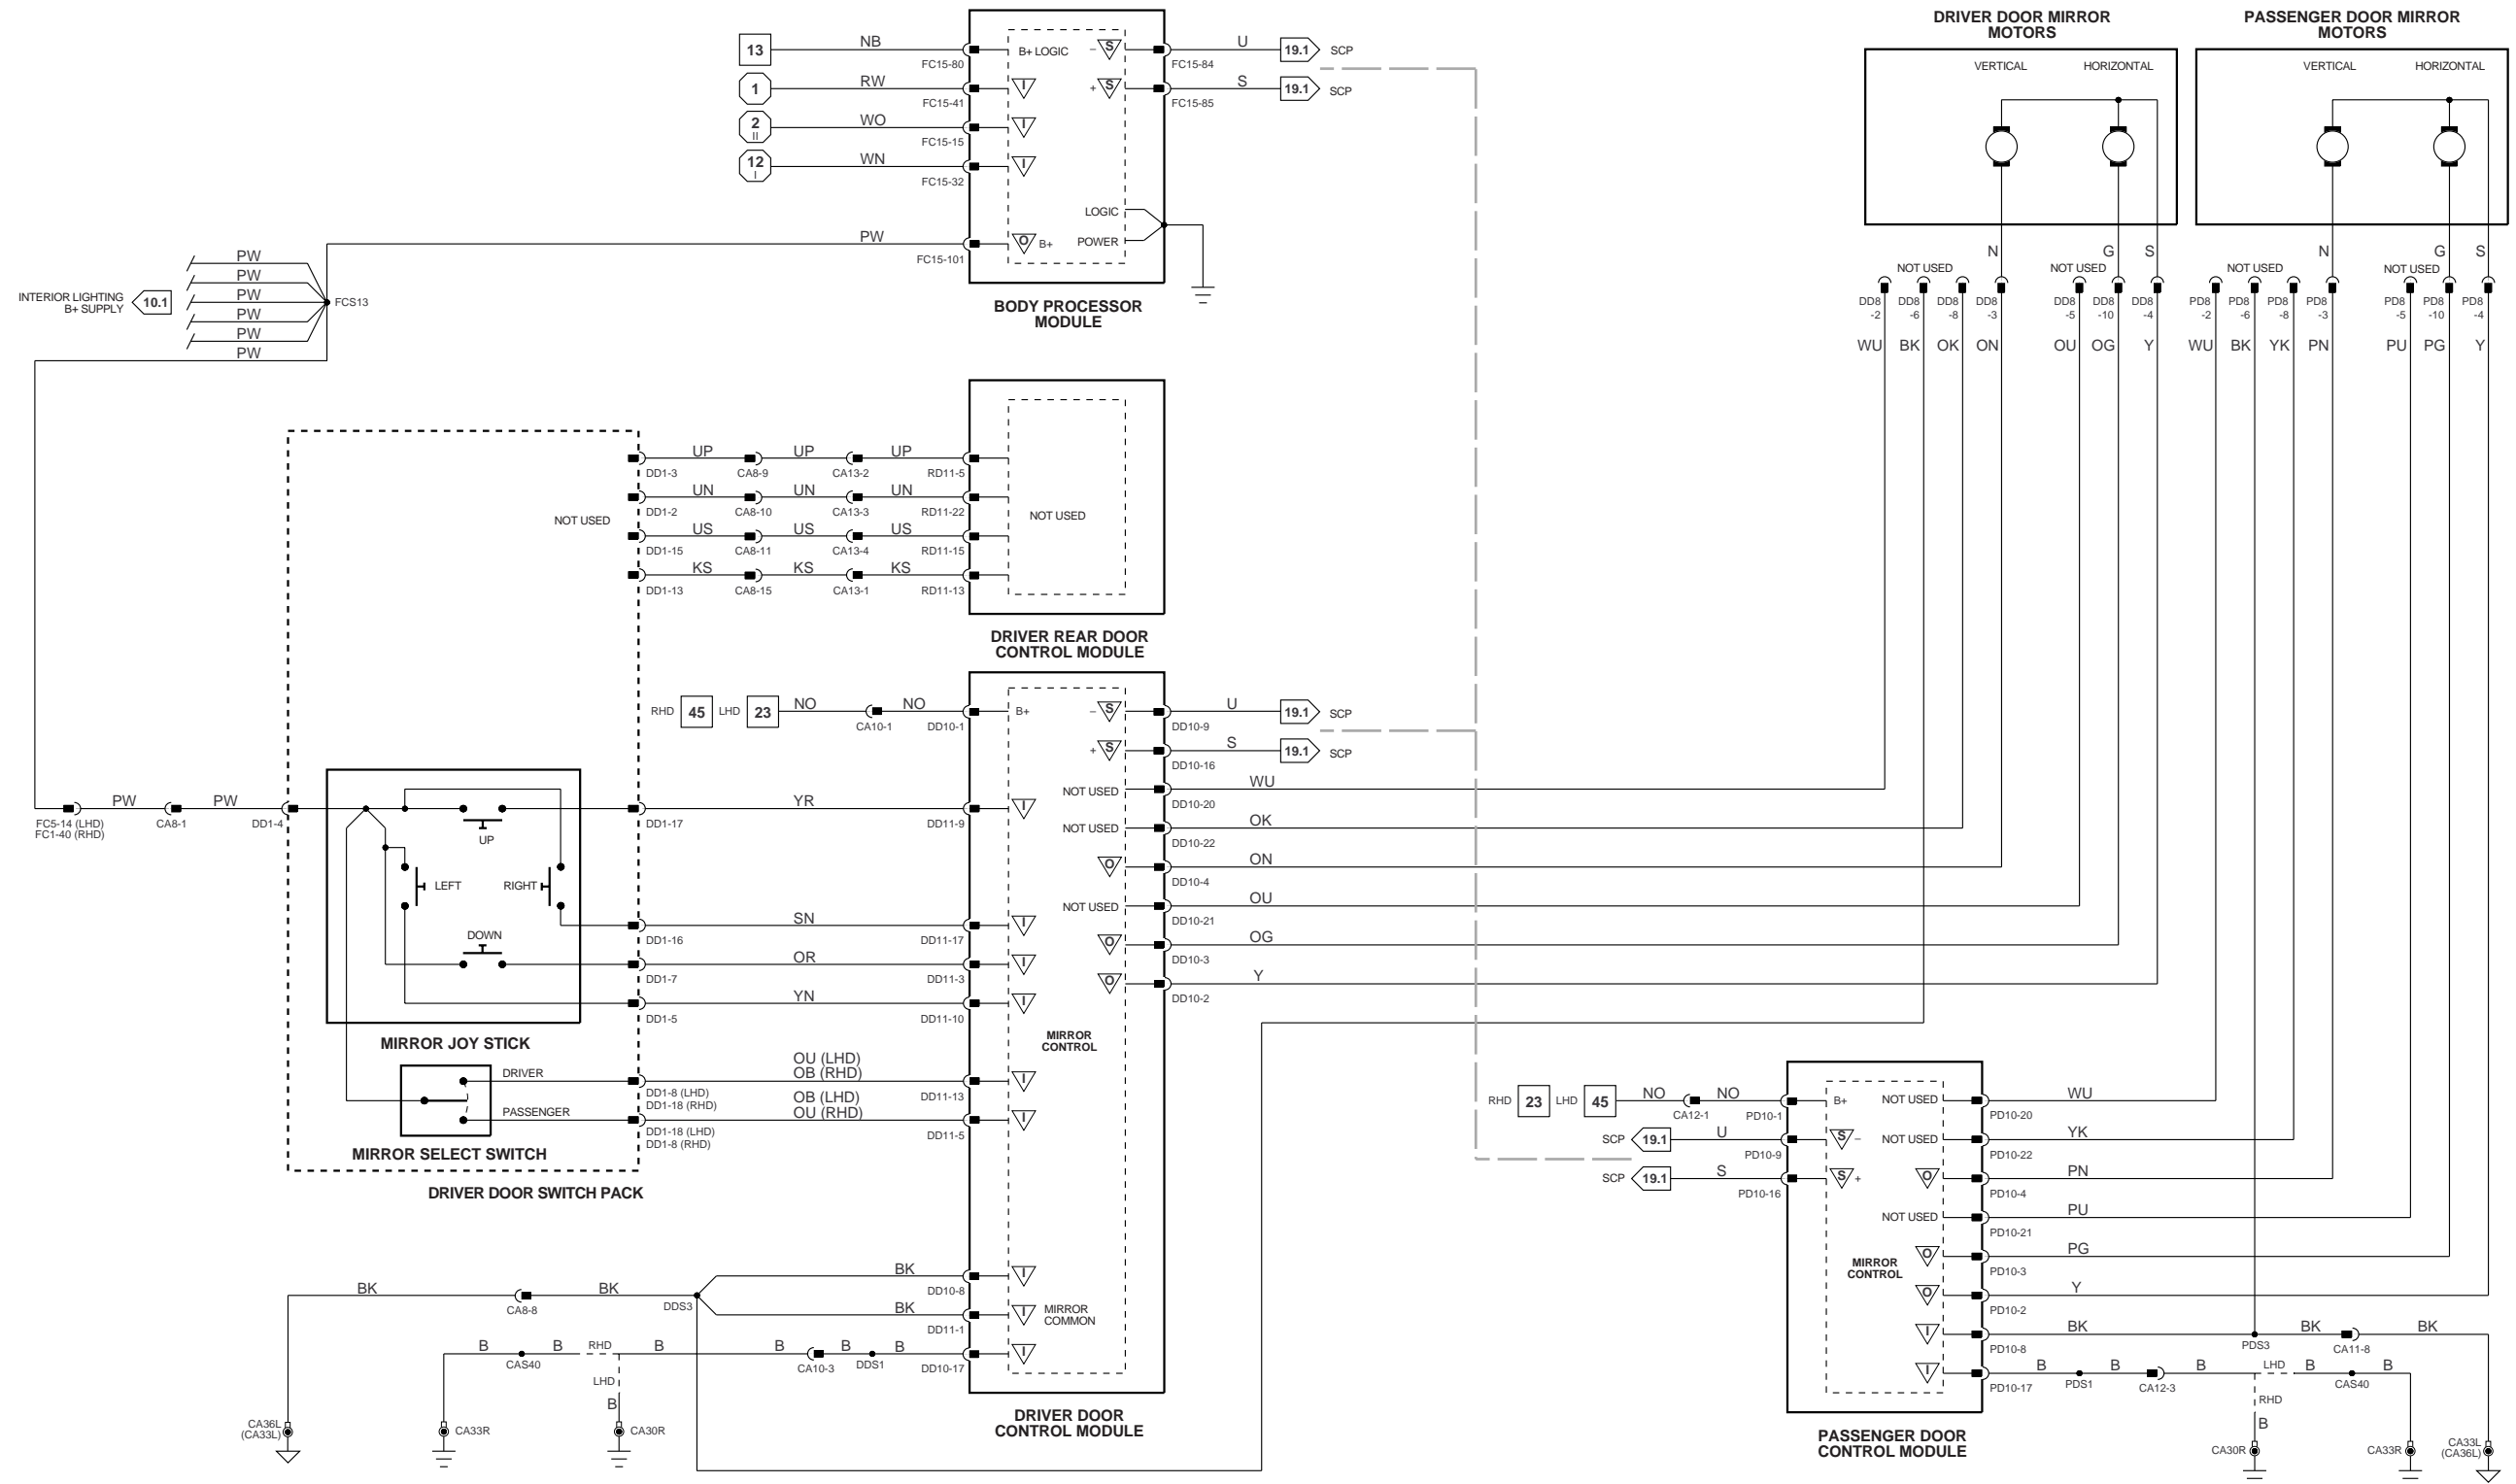 DRIVER DOOR MIRROR
MOTORS
PASSENGER DOOR MIRROR
MOTORS
VERTICAL HORIZONTAL
VERTICAL HORIZONTAL
13 NB FC15-80 B+ LOGIC – S FC15-84 U 19.1 SCP
1 RW FC15-41 I + S FC15-85 S 19.1 SCP
2 II WO FC15-15 I
12 I WN FC15-32 I
LOGIC
POWER
PW FC15-101 O B+
BODY PROCESSOR
MODULE
PW
PW
PW
PW
PW
PW
INTERIOR LIGHTING
B+ SUPPLY
10.1
FCS13
N G S
NOT USED NOT USED
DD8 DD8 DD8 DD8 DD8 DD8 DD8
-2 -6 -8 -3 -5 -10 -4
WU BK OK ON OU OG Y
N G S
NOT USED NOT USED
PD8 PD8 PD8 PD8 PD8 PD8 PD8
-2 -6 -8 -3 -5 -10 -4
WU BK YK PN PU PG Y
UP UP UP
DD1-3 CA8-9 CA13-2 RD11-5
UN UN UN
DD1-2 CA8-10 CA13-3 RD11-22
NOT USED
NOT USED
US US US
DD1-15 CA8-11 CA13-4 RD11-15
KS KS KS
DD1-13 CA8-15 CA13-1 RD11-13
DRIVER REAR DOOR
CONTROL MODULE
RHD 45 LHD 23 NO CA10-1 NO DD10-1 B+
– S DD10-9 U 19.1 SCP
+ S DD10-16 S 19.1 SCP
NOT USED DD10-20 WU
NOT USED DD10-22 OK
O DD10-4 ON
NOT USED DD10-21 OU
O DD10-3 OG
O DD10-2 Y
PW PW
FC5-14 (LHD)
FC1-40 (RHD)
CA8-1 DD1-4
UP
LEFT RIGHT
DOWN
MIRROR JOY STICK
DD1-17 YR DD11-9 I
DD1-16 SN DD11-17 I
DD1-7 OR DD11-3 I
DD1-5 YN DD11-10 I
MIRROR
CONTROL
DRIVER
PASSENGER
MIRROR SELECT SWITCH
DRIVER DOOR SWITCH PACK
OU (LHD)
OB (RHD)
DD1-8 (LHD)
DD1-18 (RHD)
DD11-13 I
OB (LHD)
OU (RHD)
DD1-18 (LHD)
DD1-8 (RHD)
DD11-5 I
BK CA8-8 BK DDS3
BK DD10-8 I
BK DD11-1 I MIRROR
COMMON
B CAS40 B RHD B B CA10-3 B DDS1 B DD10-17 I
LHD
B
CA36L
(CA33L)
CA33R
CA30R
DRIVER DOOR
CONTROL MODULE
RHD 23 LHD 45 NO CA12-1 NO PD10-1 B+
SCP 19.1 U PD10-9 S –
SCP 19.1 S PD10-16 S +
NOT USED PD10-20 WU
NOT USED PD10-22 YK
O PD10-4 PN
NOT USED PD10-21 PU
MIRROR
CONTROL
O PD10-3 PG
O PD10-2 Y
I PD10-8 BK PDS3 BK CA11-8 BK
I PD10-17 B PDS1 B CA12-3 B LHD B CAS40 B
RHD
B
CA30R
CA33R
CA33L
(CA36L)
PASSENGER DOOR
CONTROL MODULE